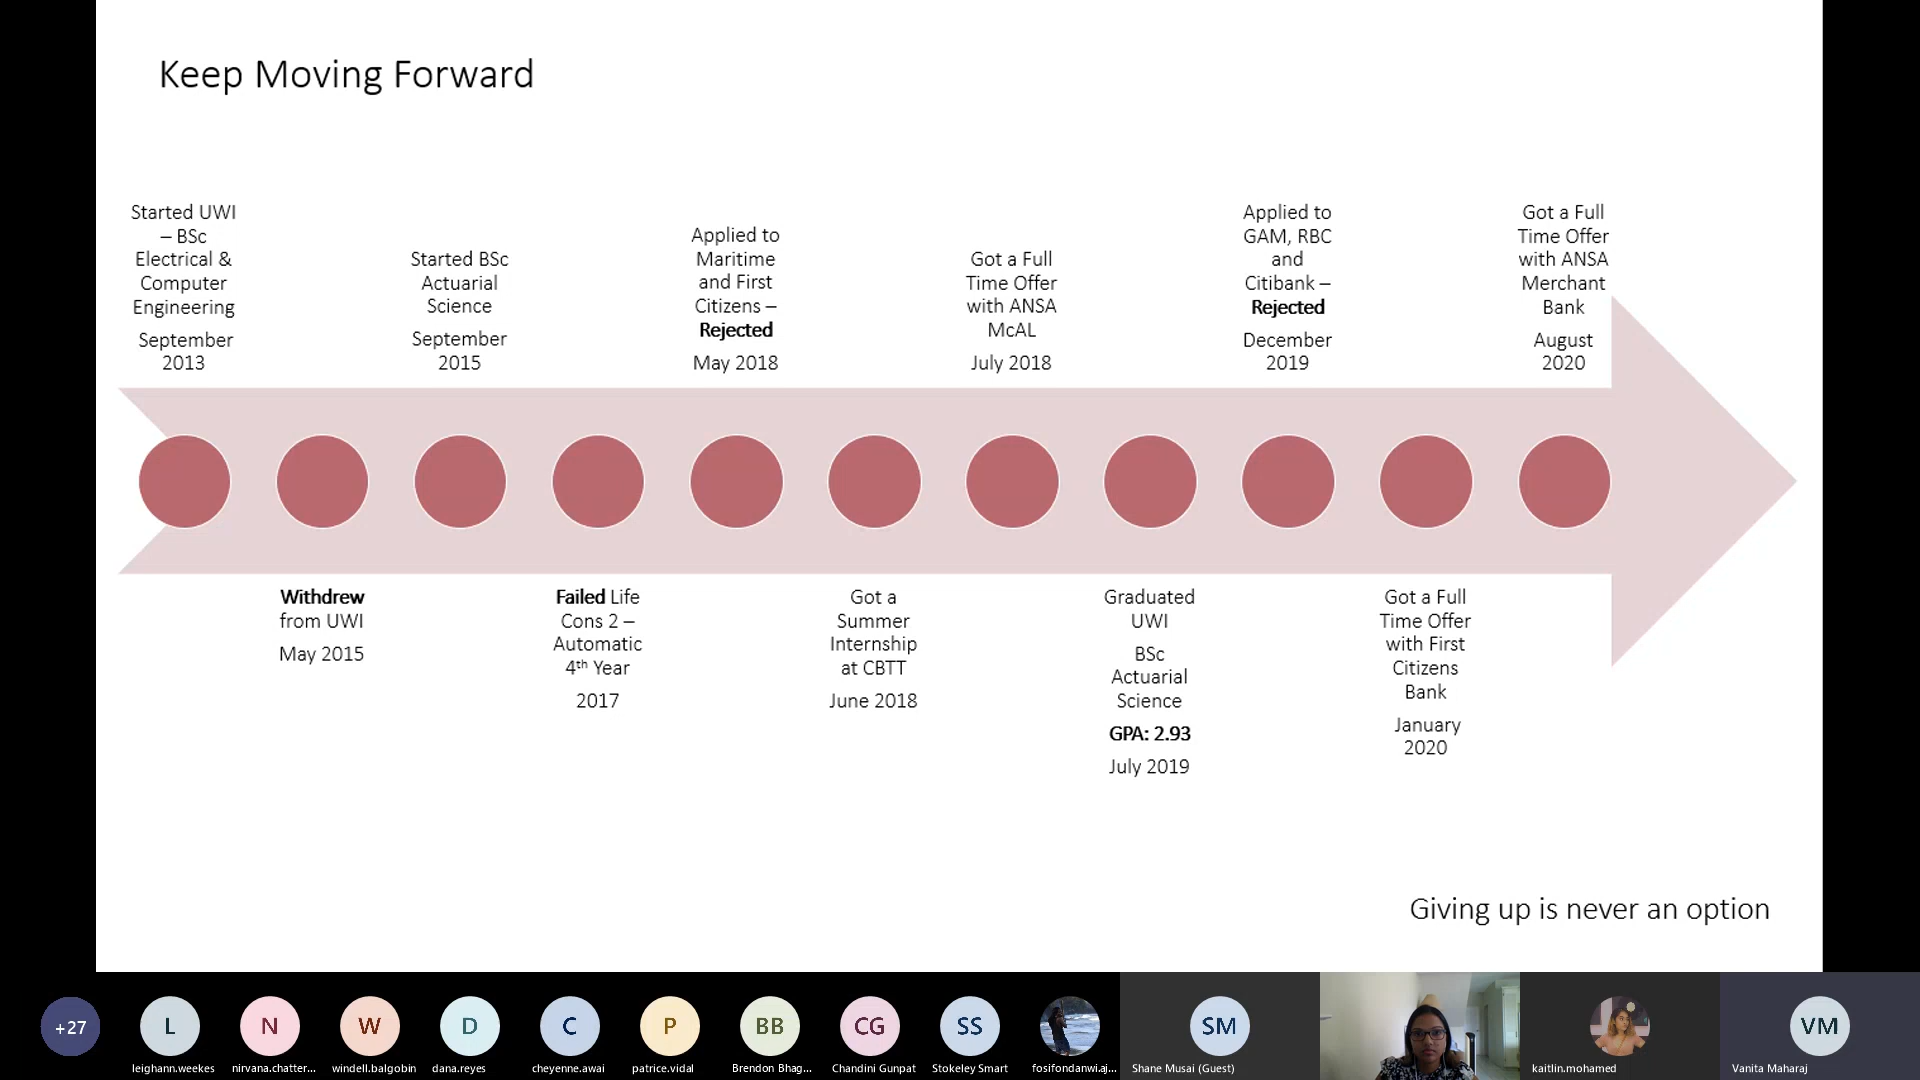 Keep Moving Forward
Started UWI
– BSc
Electrical &
Computer
Engineering
September
2013
Started BSc
Actuarial
Science
September
2015
Applied to
Maritime
and First
Citizens –
Rejected
May 2018
Got a Full
Time Offer
with ANSA
McAL
July 2018
Applied to
GAM, RBC
and
Citibank –
Rejected
December
2019
Got a Full
Time Offer
with ANSA
Merchant
Bank
August
2020
Withdrew
from UWI
May 2015
Failed Life
Cons 2 –
Automatic
4th Year
2017
Got a
Summer
Internship
at CBTT
June 2018
Graduated
UWI
BSc
Actuarial
Science
GPA: 2.93
July 2019
Got a Full
Time Offer
with First
Citizens
Bank
January
2020
Giving up is never an option
+27
L
N
W
D
C
P
BB
CG
SS
SM
VM
leighann.weekes
nirvana.chatter...
windell.balgobin
dana.reyes
cheyenne.awai
patrice.vidal
Brendon Bhag...
Chandini Gunpat
Stokeley Smart
fosifondanwi.aj...
Shane Musai (Guest)
kaitlin.mohamed
Vanita Maharaj